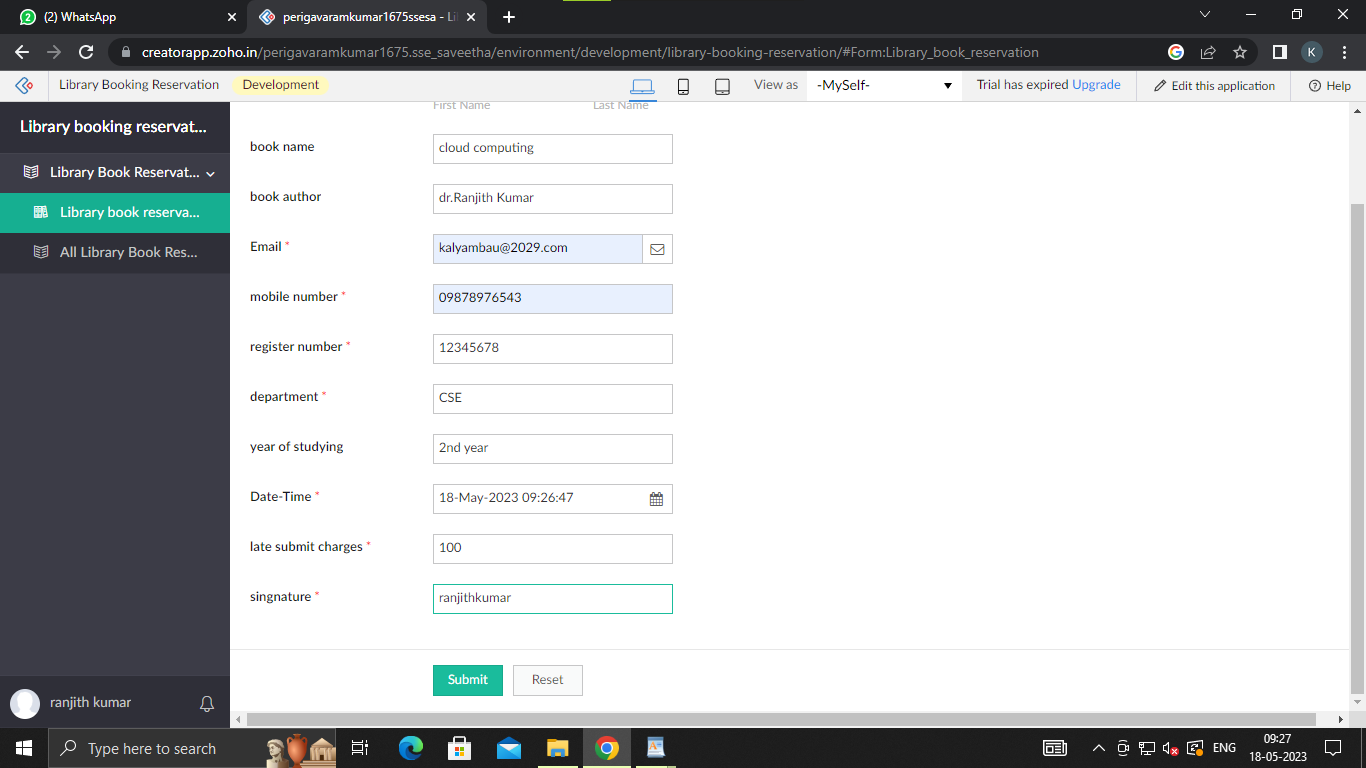 (2) WhatsApp
perigavaramkumar1675ssesa - Li
creatorapp.zoho.in/perigavaramkumar1675.sse_saveetha/environment/development/library-booking-reservation/#Form:Library_book_reservation
K
Library Booking Reservation
Development
View as
-MySelf-
Trial has expired Upgrade
Edit this application
Help
Library booking reservat...
Library Book Reservat...
Library book reserva...
All Library Book Res...
First Name
Last Name
book name
cloud computing
book author
dr.Ranjith Kumar
Email *
kalyambau@2029.com
mobile number *
09878976543
register number *
12345678
department *
CSE
year of studying
2nd year
Date-Time *
18-May-2023 09:26:47
late submit charges *
100
singnature *
ranjithkumar
Submit
Reset
ranjith kumar
Type here to search
ENG
09:27
18-05-2023